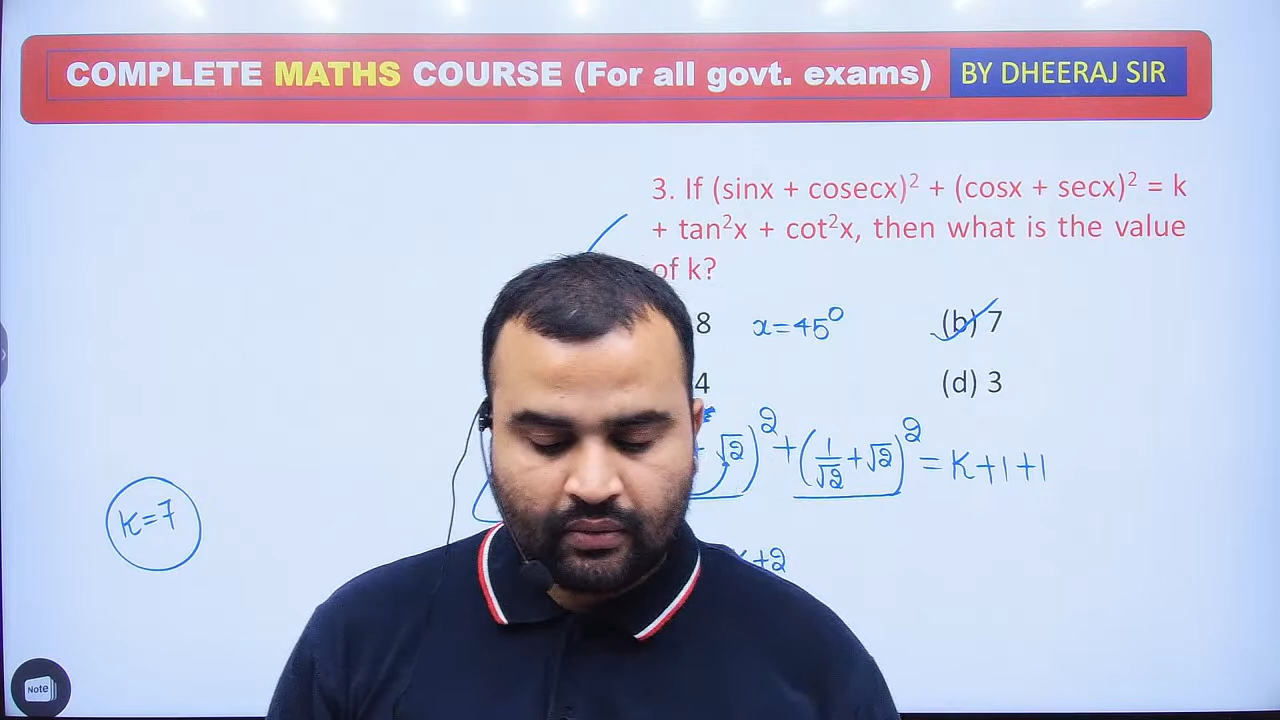 COMPLETE MATHS COURSE (For all govt. exams) BY DHEERAJ SIR
3. If (sinx + cosecx)² + (cosx + secx)² = k
+ tan²x + cot²x, then what is the value
of k?
8 x=45⁰ (b) 7
4 (d) 3
√2)² + (1/√2 + √2)² = k+1+1
k=7
+2
Note